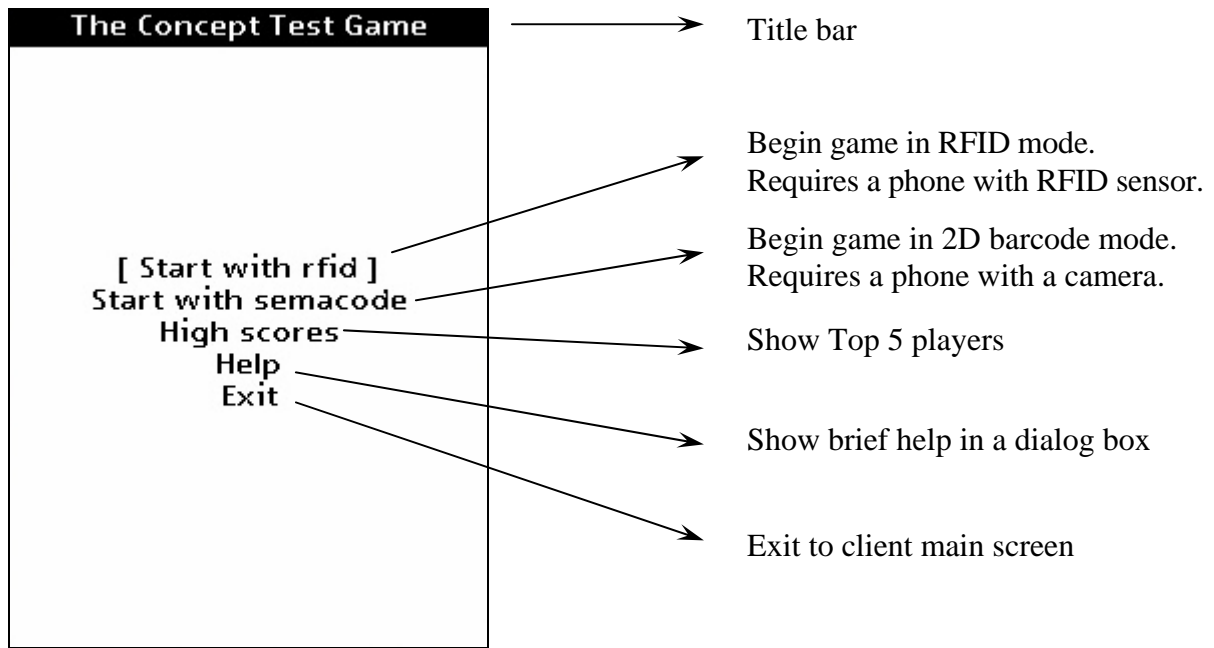 The Concept Test Game
Title bar
Begin game in RFID mode.
Requires a phone with RFID sensor.
Begin game in 2D barcode mode.
Requires a phone with a camera.
[ Start with rfid ]
Start with semacode
High scores
Help
Exit
Show Top 5 players
Show brief help in a dialog box
Exit to client main screen